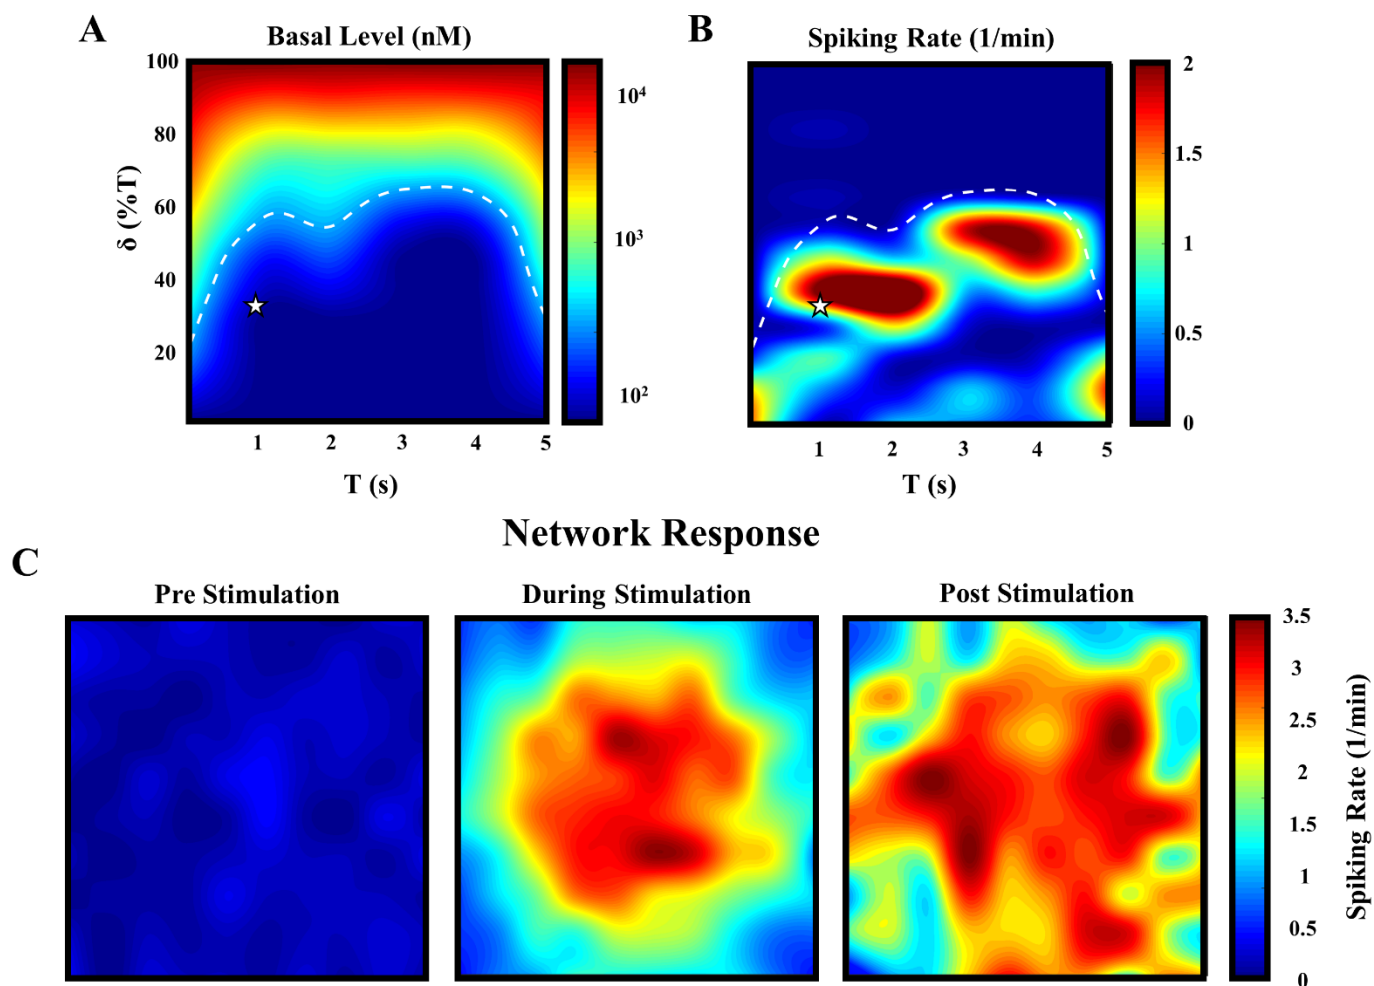 A
Basal Level (nM)
100
80
60
40
20
δ (%T)
1 2 3 4 5
T (s)
10⁴
10³
10²
B
Spiking Rate (1/min)
1 2 3 4 5
T (s)
2
1.5
1
0.5
0
Network Response
C
Pre Stimulation
During Stimulation
Post Stimulation
3.5
3
2.5
2
1.5
1
0.5
0
Spiking Rate (1/min)